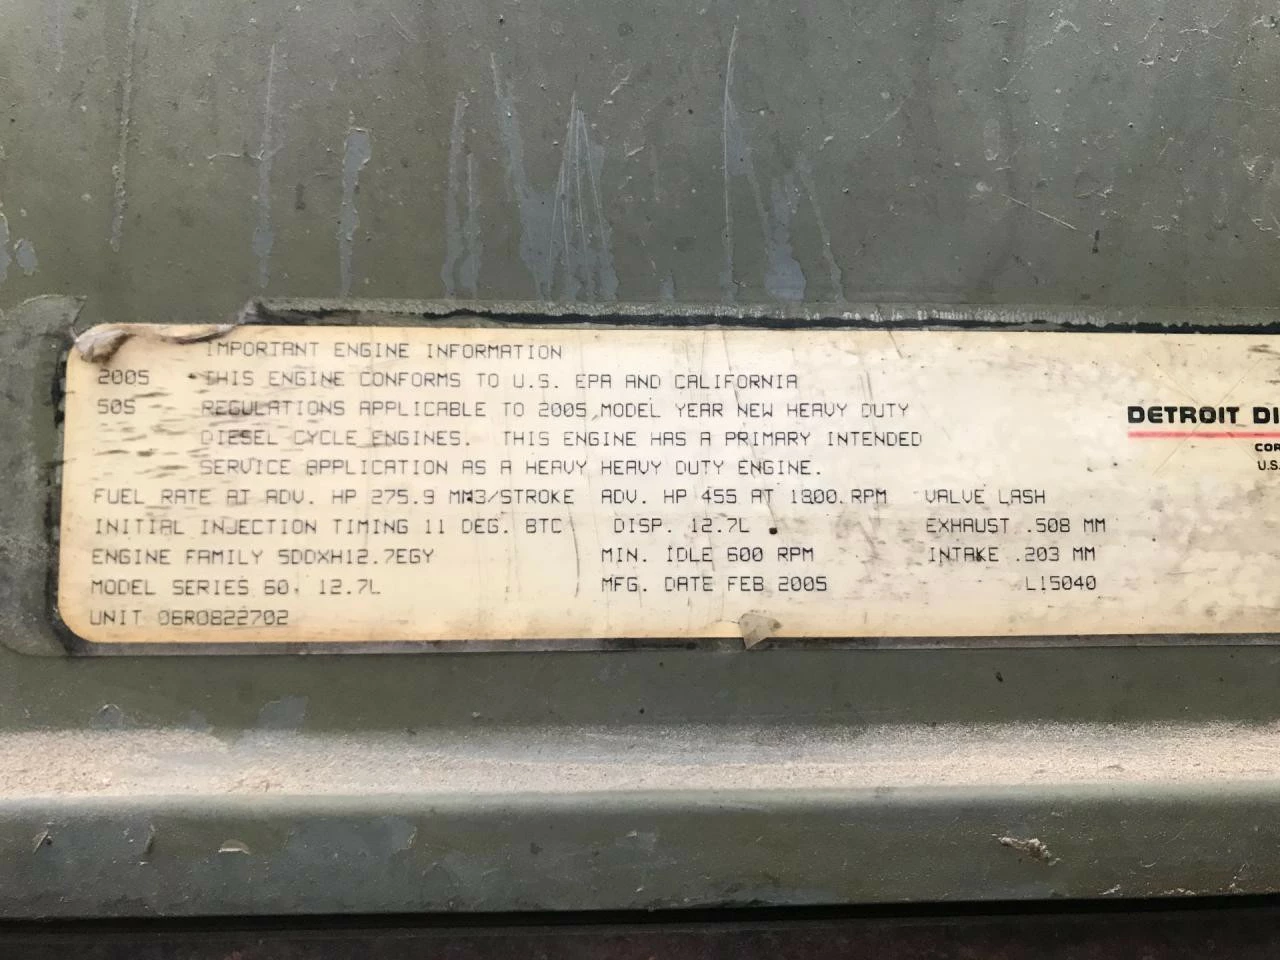 IMPORTANT ENGINE INFORMATION
2005 THIS ENGINE CONFORMS TO U.S. EPA AND CALIFORNIA
505 REGULATIONS APPLICABLE TO 2005 MODEL YEAR NEW HEAVY DUTY
DIESEL CYCLE ENGINES. THIS ENGINE HAS A PRIMARY INTENDED
SERVICE APPLICATION AS A HEAVY HEAVY DUTY ENGINE.
FUEL RATE AT ADV. HP 275.9 MM3/STROKE ADV. HP 455 AT 1800 RPM VALVE LASH
INITIAL INJECTION TIMING 11 DEG. BTC DISP. 12.7L EXHAUST .508 MM
ENGINE FAMILY 5DDXH12.7EGY MIN. IDLE 600 RPM INTAKE .203 MM
MODEL SERIES 60, 12.7L MFG. DATE FEB 2005 L15040
UNIT 06R0822702
DETROIT DI
COR
U.S.